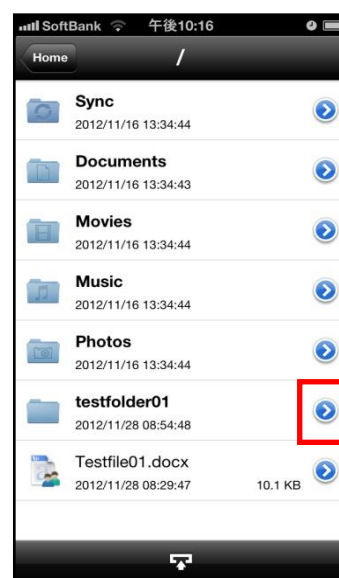 SoftBank 午後10:16
Home /
Sync
2012/11/16 13:34:44
Documents
2012/11/16 13:34:43
Movies
2012/11/16 13:34:44
Music
2012/11/16 13:34:44
Photos
2012/11/16 13:34:44
testfolder01
2012/11/28 08:54:48
Testfile01.docx
2012/11/28 08:29:47 10.1 KB